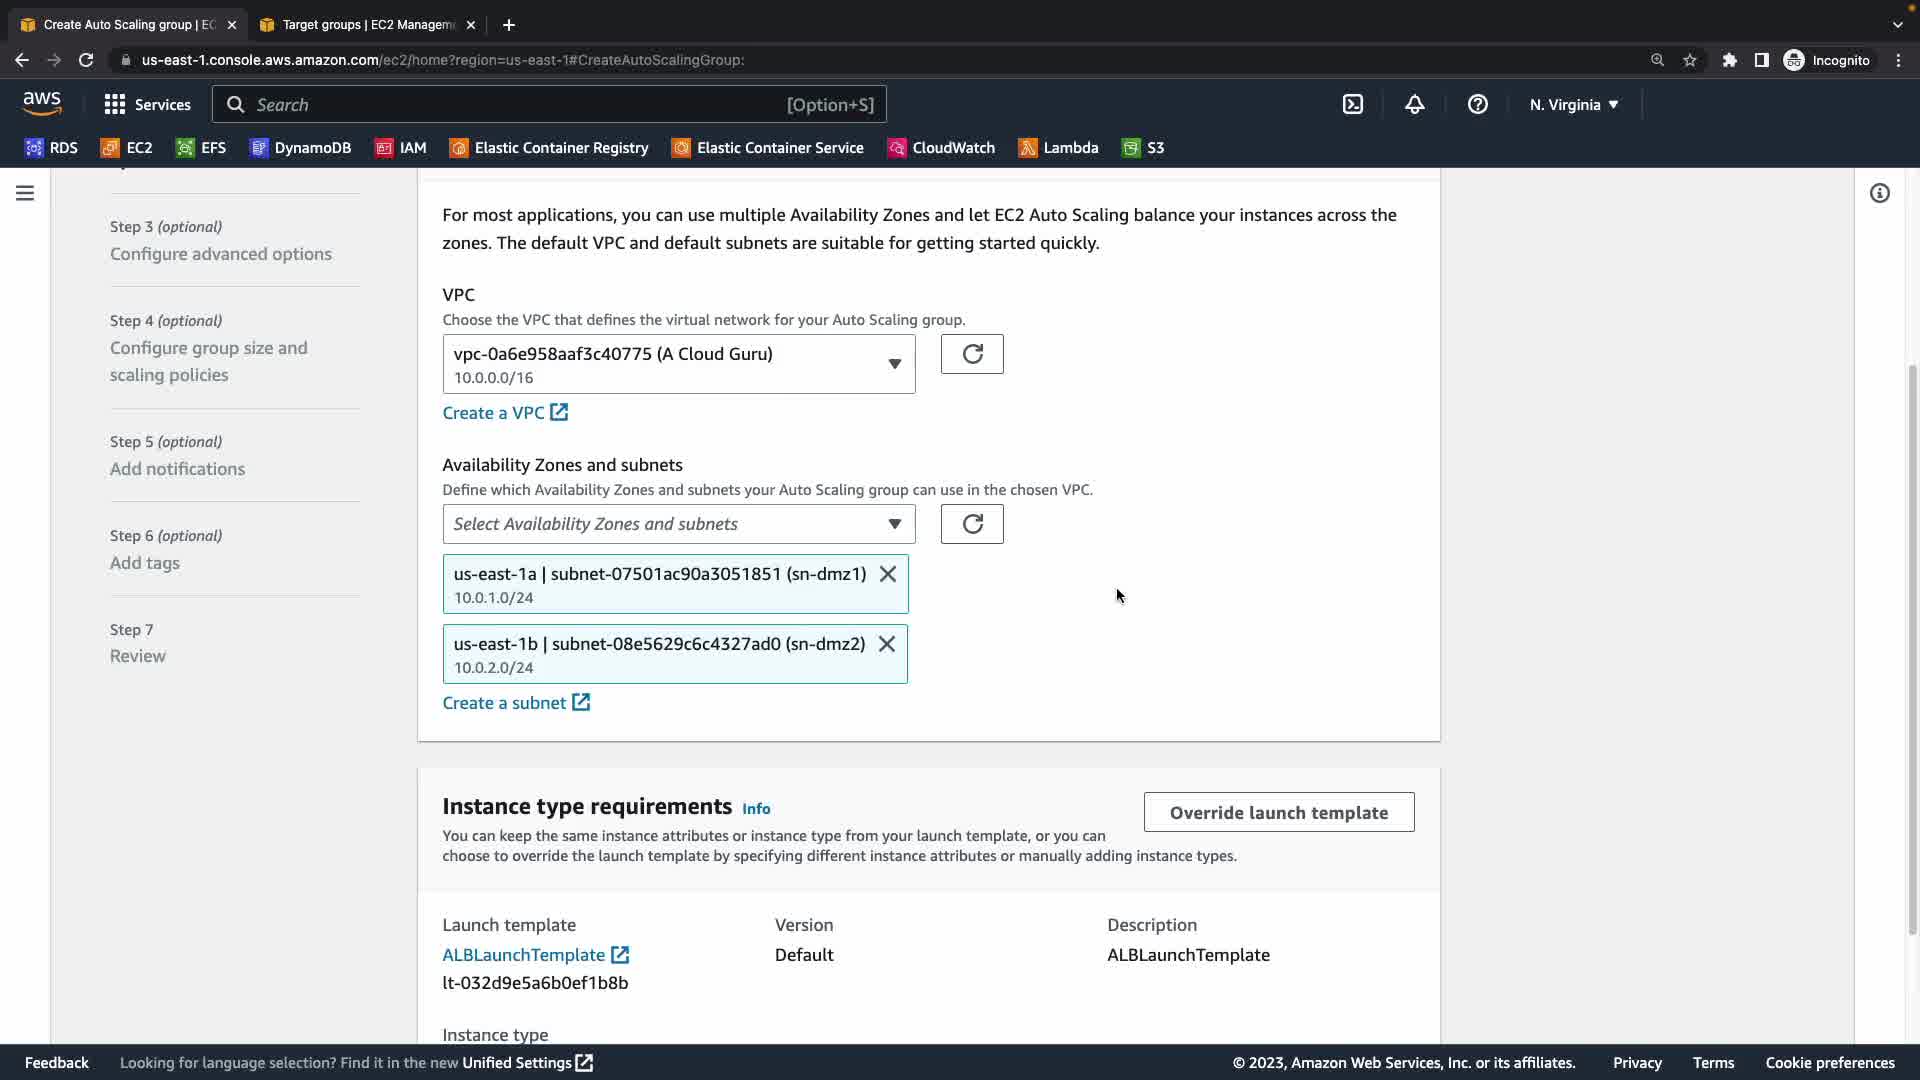 Create Auto Scaling group | EC
Target groups | EC2 Managem
us-east-1.console.aws.amazon.com/ec2/home?region=us-east-1#CreateAutoScalingGroup:
Incognito
aws
Services
Search
[Option+S]
N. Virginia
RDS
EC2
EFS
DynamoDB
IAM
Elastic Container Registry
Elastic Container Service
CloudWatch
Lambda
S3
Step 3 (optional)
Configure advanced options
Step 4 (optional)
Configure group size and
scaling policies
Step 5 (optional)
Add notifications
Step 6 (optional)
Add tags
Step 7
Review
For most applications, you can use multiple Availability Zones and let EC2 Auto Scaling balance your instances across the
zones. The default VPC and default subnets are suitable for getting started quickly.
VPC
Choose the VPC that defines the virtual network for your Auto Scaling group.
vpc-0a6e958aaf3c40775 (A Cloud Guru)
10.0.0.0/16
Create a VPC
Availability Zones and subnets
Define which Availability Zones and subnets your Auto Scaling group can use in the chosen VPC.
Select Availability Zones and subnets
us-east-1a | subnet-07501ac90a3051851 (sn-dmz1)
10.0.1.0/24
us-east-1b | subnet-08e5629c6c4327ad0 (sn-dmz2)
10.0.2.0/24
Create a subnet
Instance type requirements Info
Override launch template
You can keep the same instance attributes or instance type from your launch template, or you can
choose to override the launch template by specifying different instance attributes or manually adding instance types.
Launch template
ALBLaunchTemplate
lt-032d9e5a6b0ef1b8b
Version
Default
Description
ALBLaunchTemplate
Instance type
Feedback
Looking for language selection? Find it in the new Unified Settings
© 2023, Amazon Web Services, Inc. or its affiliates.
Privacy
Terms
Cookie preferences